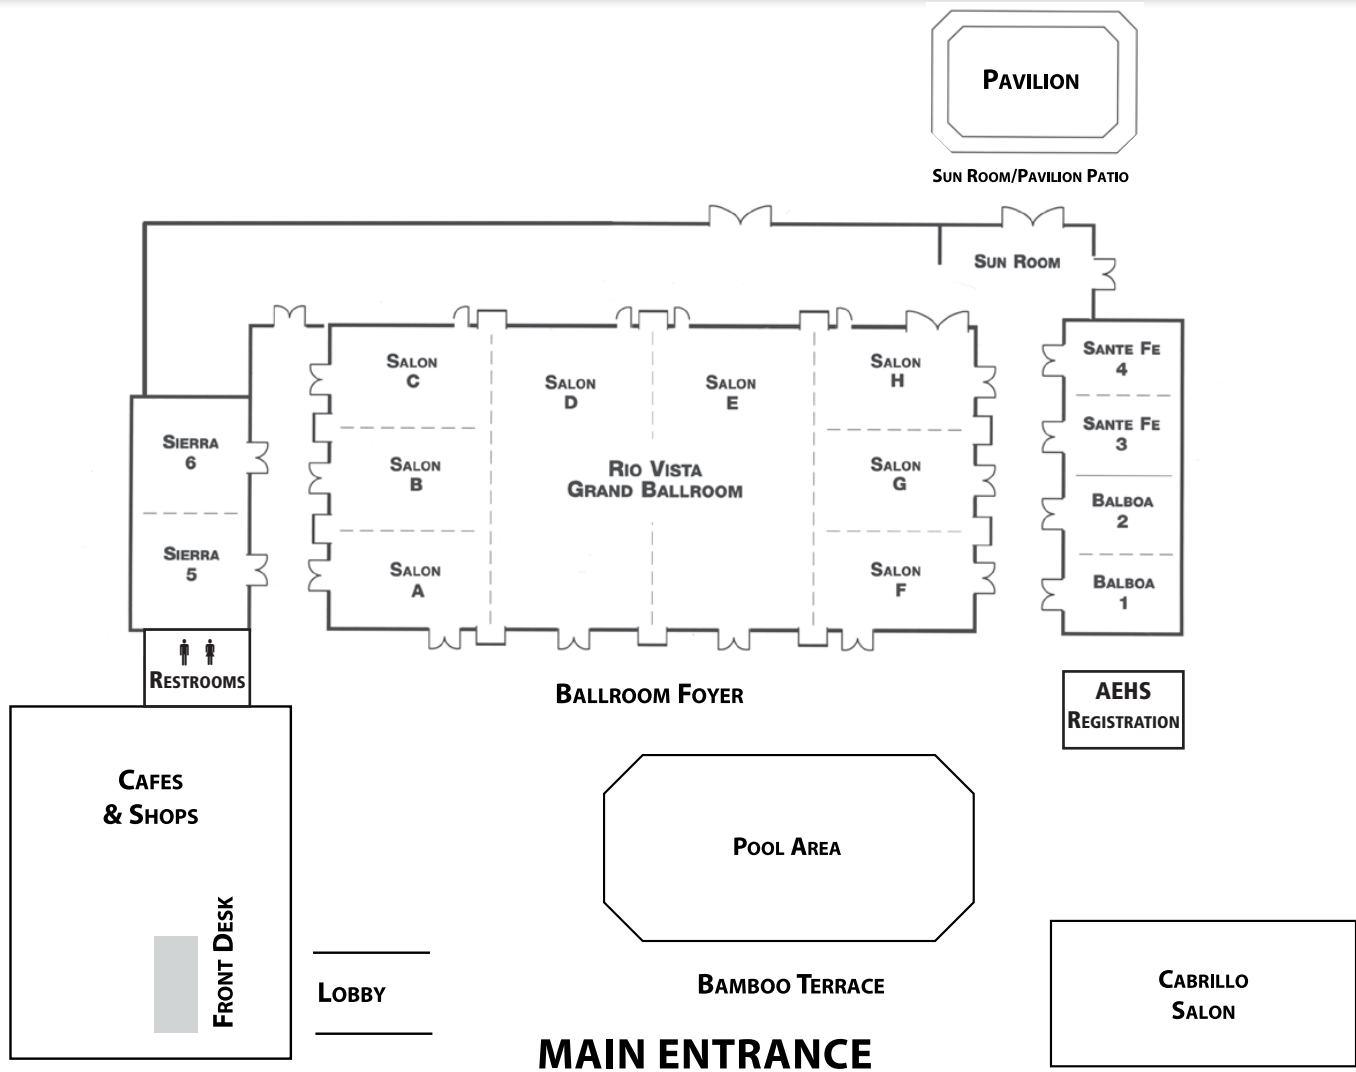 PAVILION
SUN ROOM/PAVILION PATIO
SUN ROOM
SALON
C
SALON
D
SALON
E
SALON
H
SANTE FE
4
SANTE FE
3
SIERRA
6
SALON
B
RIO VISTA
GRAND BALLROOM
SALON
G
BALBOA
2
SIERRA
5
SALON
A
SALON
F
BALBOA
1
RESTROOMS
BALLROOM FOYER
AEHS
REGISTRATION
CAFES
& SHOPS
POOL AREA
FRONT DESK
LOBBY
BAMBOO TERRACE
CABRILLO
SALON
MAIN ENTRANCE